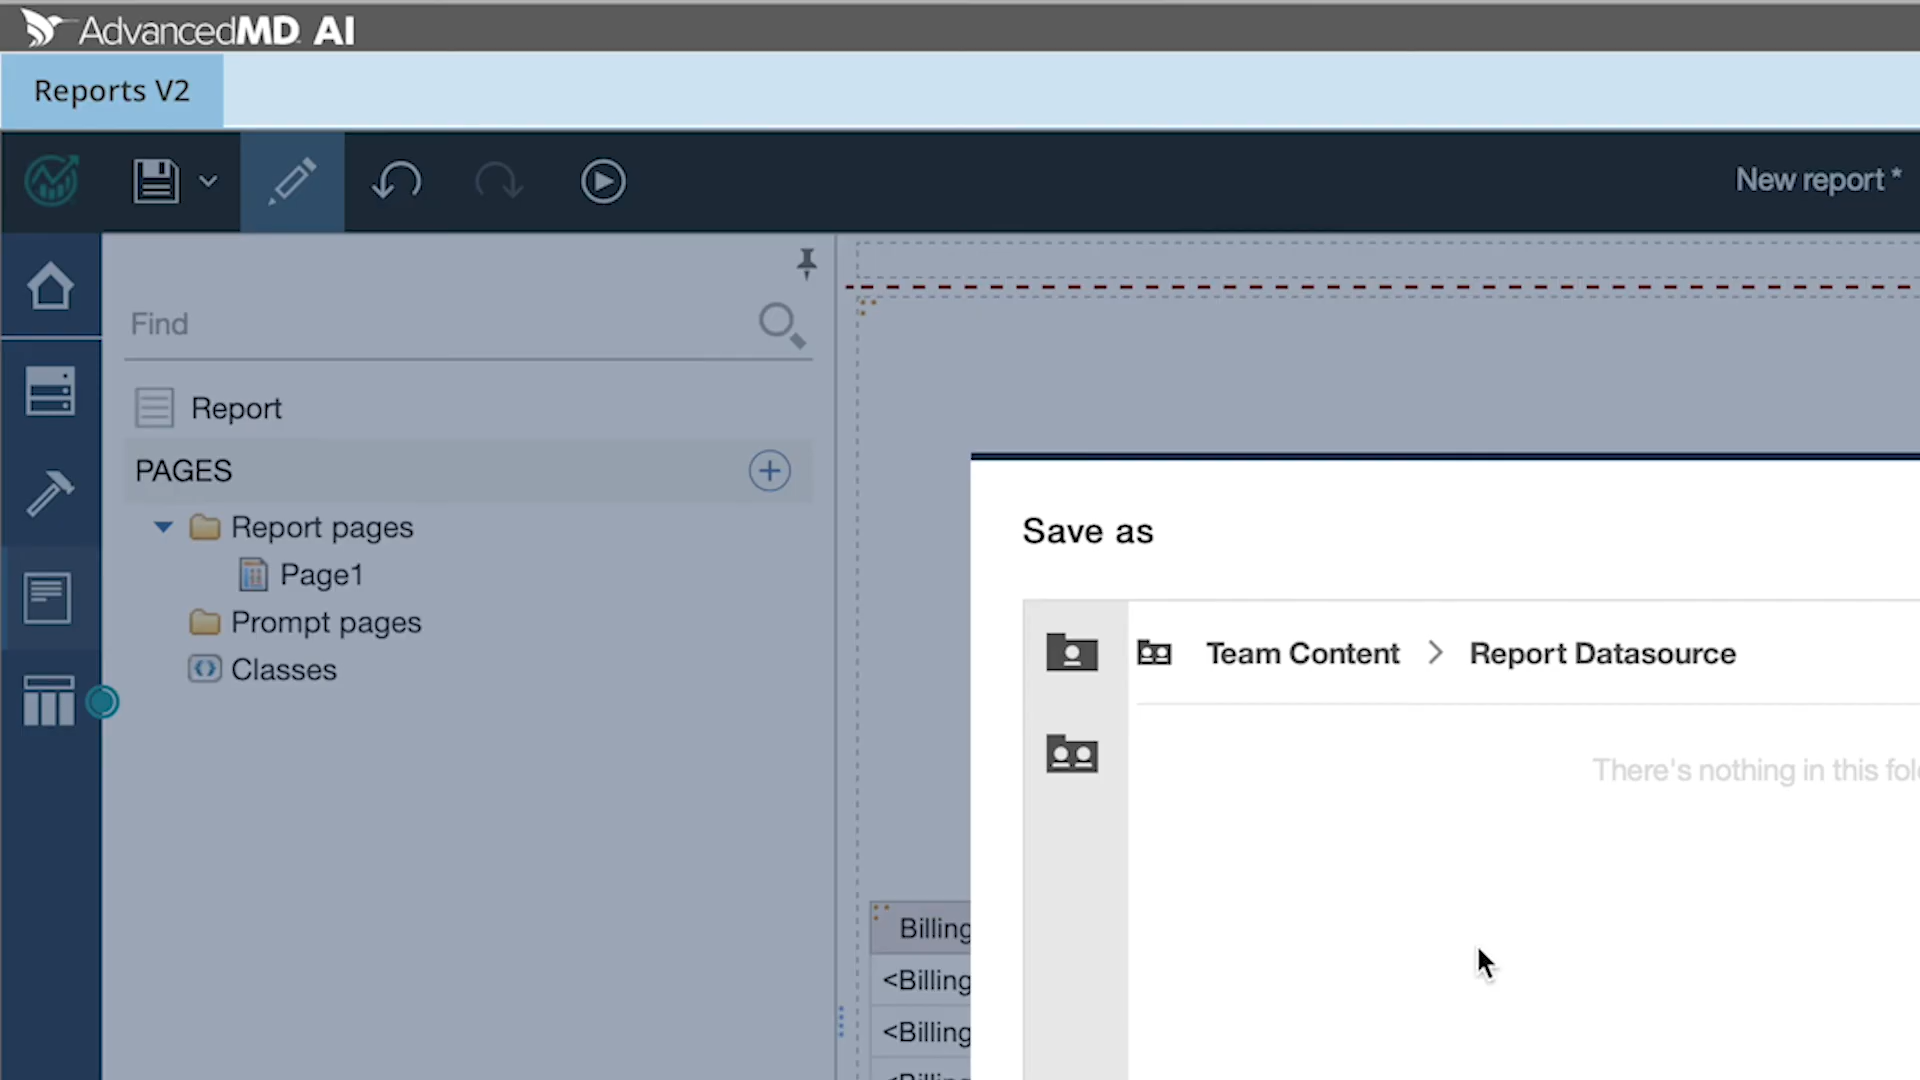 AdvancedMD AI
Reports V2
New report *
Find
Report
PAGES
Report pages
Page1
Prompt pages
Classes
Save as
Team Content > Report Datasource
There's nothing in this
Billing
<Billing
<Billing